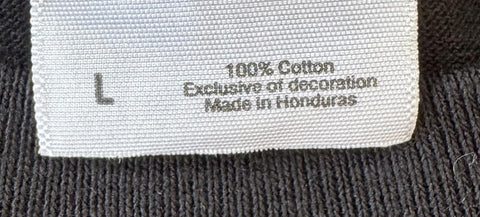 L
100% Cotton
Exclusive of decoration
Made in Honduras